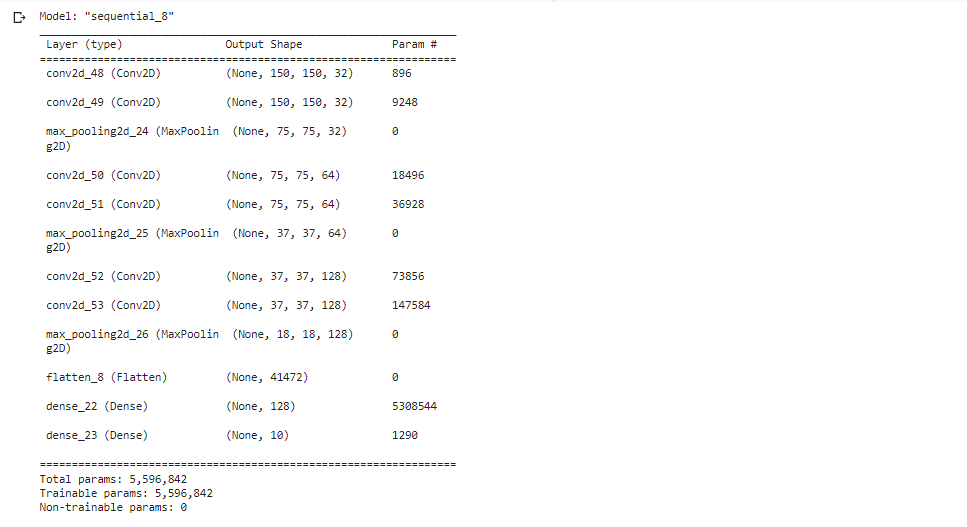 Model: "sequential_8"
_________________________________________________________________
Layer (type) Output Shape Param #
=================================================================
conv2d_48 (Conv2D) (None, 150, 150, 32) 896
conv2d_49 (Conv2D) (None, 150, 150, 32) 9248
max_pooling2d_24 (MaxPoolin (None, 75, 75, 32) 0
g2D)
conv2d_50 (Conv2D) (None, 75, 75, 64) 18496
conv2d_51 (Conv2D) (None, 75, 75, 64) 36928
max_pooling2d_25 (MaxPoolin (None, 37, 37, 64) 0
g2D)
conv2d_52 (Conv2D) (None, 37, 37, 128) 73856
conv2d_53 (Conv2D) (None, 37, 37, 128) 147584
max_pooling2d_26 (MaxPoolin (None, 18, 18, 128) 0
g2D)
flatten_8 (Flatten) (None, 41472) 0
dense_22 (Dense) (None, 128) 5308544
dense_23 (Dense) (None, 10) 1290
=================================================================
Total params: 5,596,842
Trainable params: 5,596,842
Non-trainable params: 0